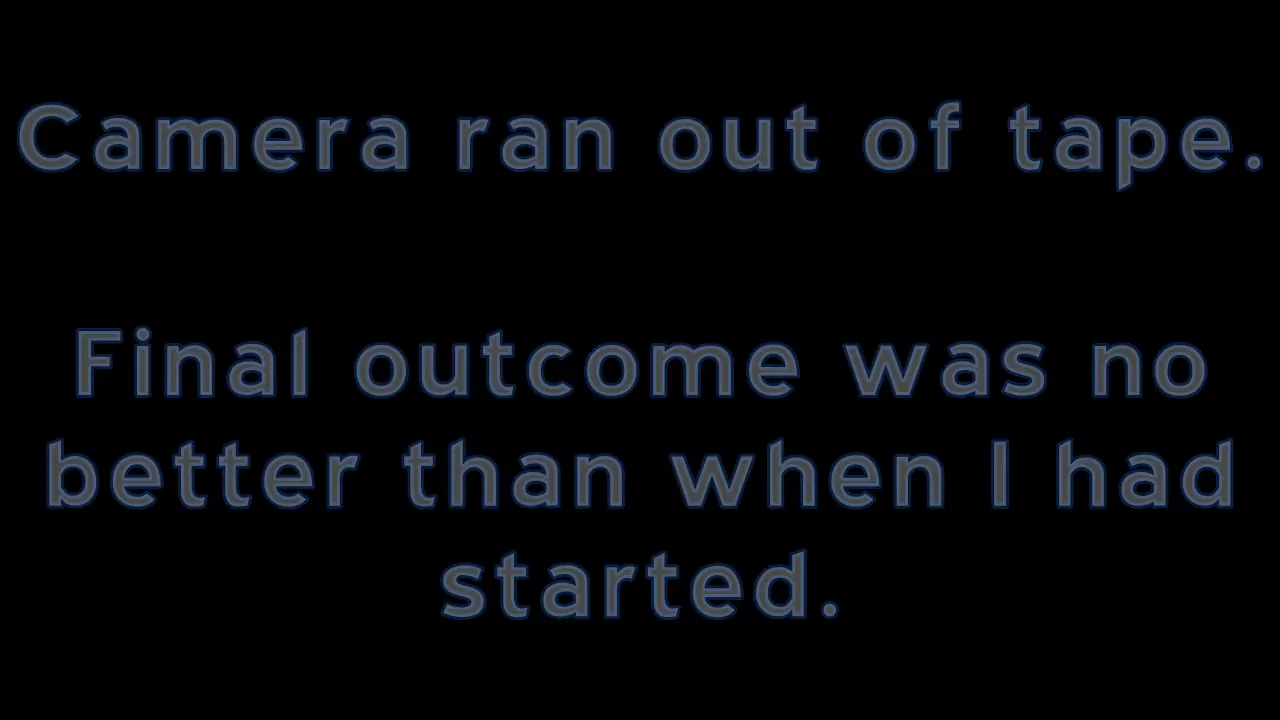 Camera ran out of tape.
Final outcome was no
better than when I had
started.